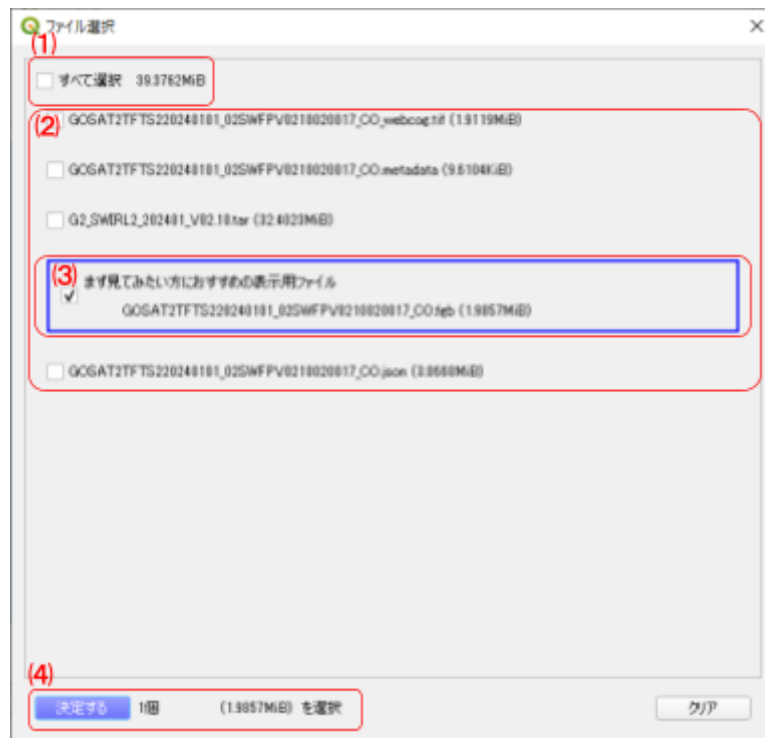 ファイル選択
×
(1)
すべて選択 39.3762MiB
(2)
GOSAT2TFTS220240101_02SWFPV0210020017_CO_webcog.tif (1.9119MiB)
GOSAT2TFTS220240101_02SWFPV0210020017_CO.metadata (9.6104KiB)
G2_SWIRL2_202401_V02.10.tar (32.4023MiB)
(3)
まず見てみたい方におすすめの表示用ファイル
GOSAT2TFTS220240101_02SWFPV0210020017_CO.fgb (1.9857MiB)
GOSAT2TFTS220240101_02SWFPV0210020017_CO.json (3.0668MiB)
(4)
決定する 1個 (1.9857MiB) を選択
クリア